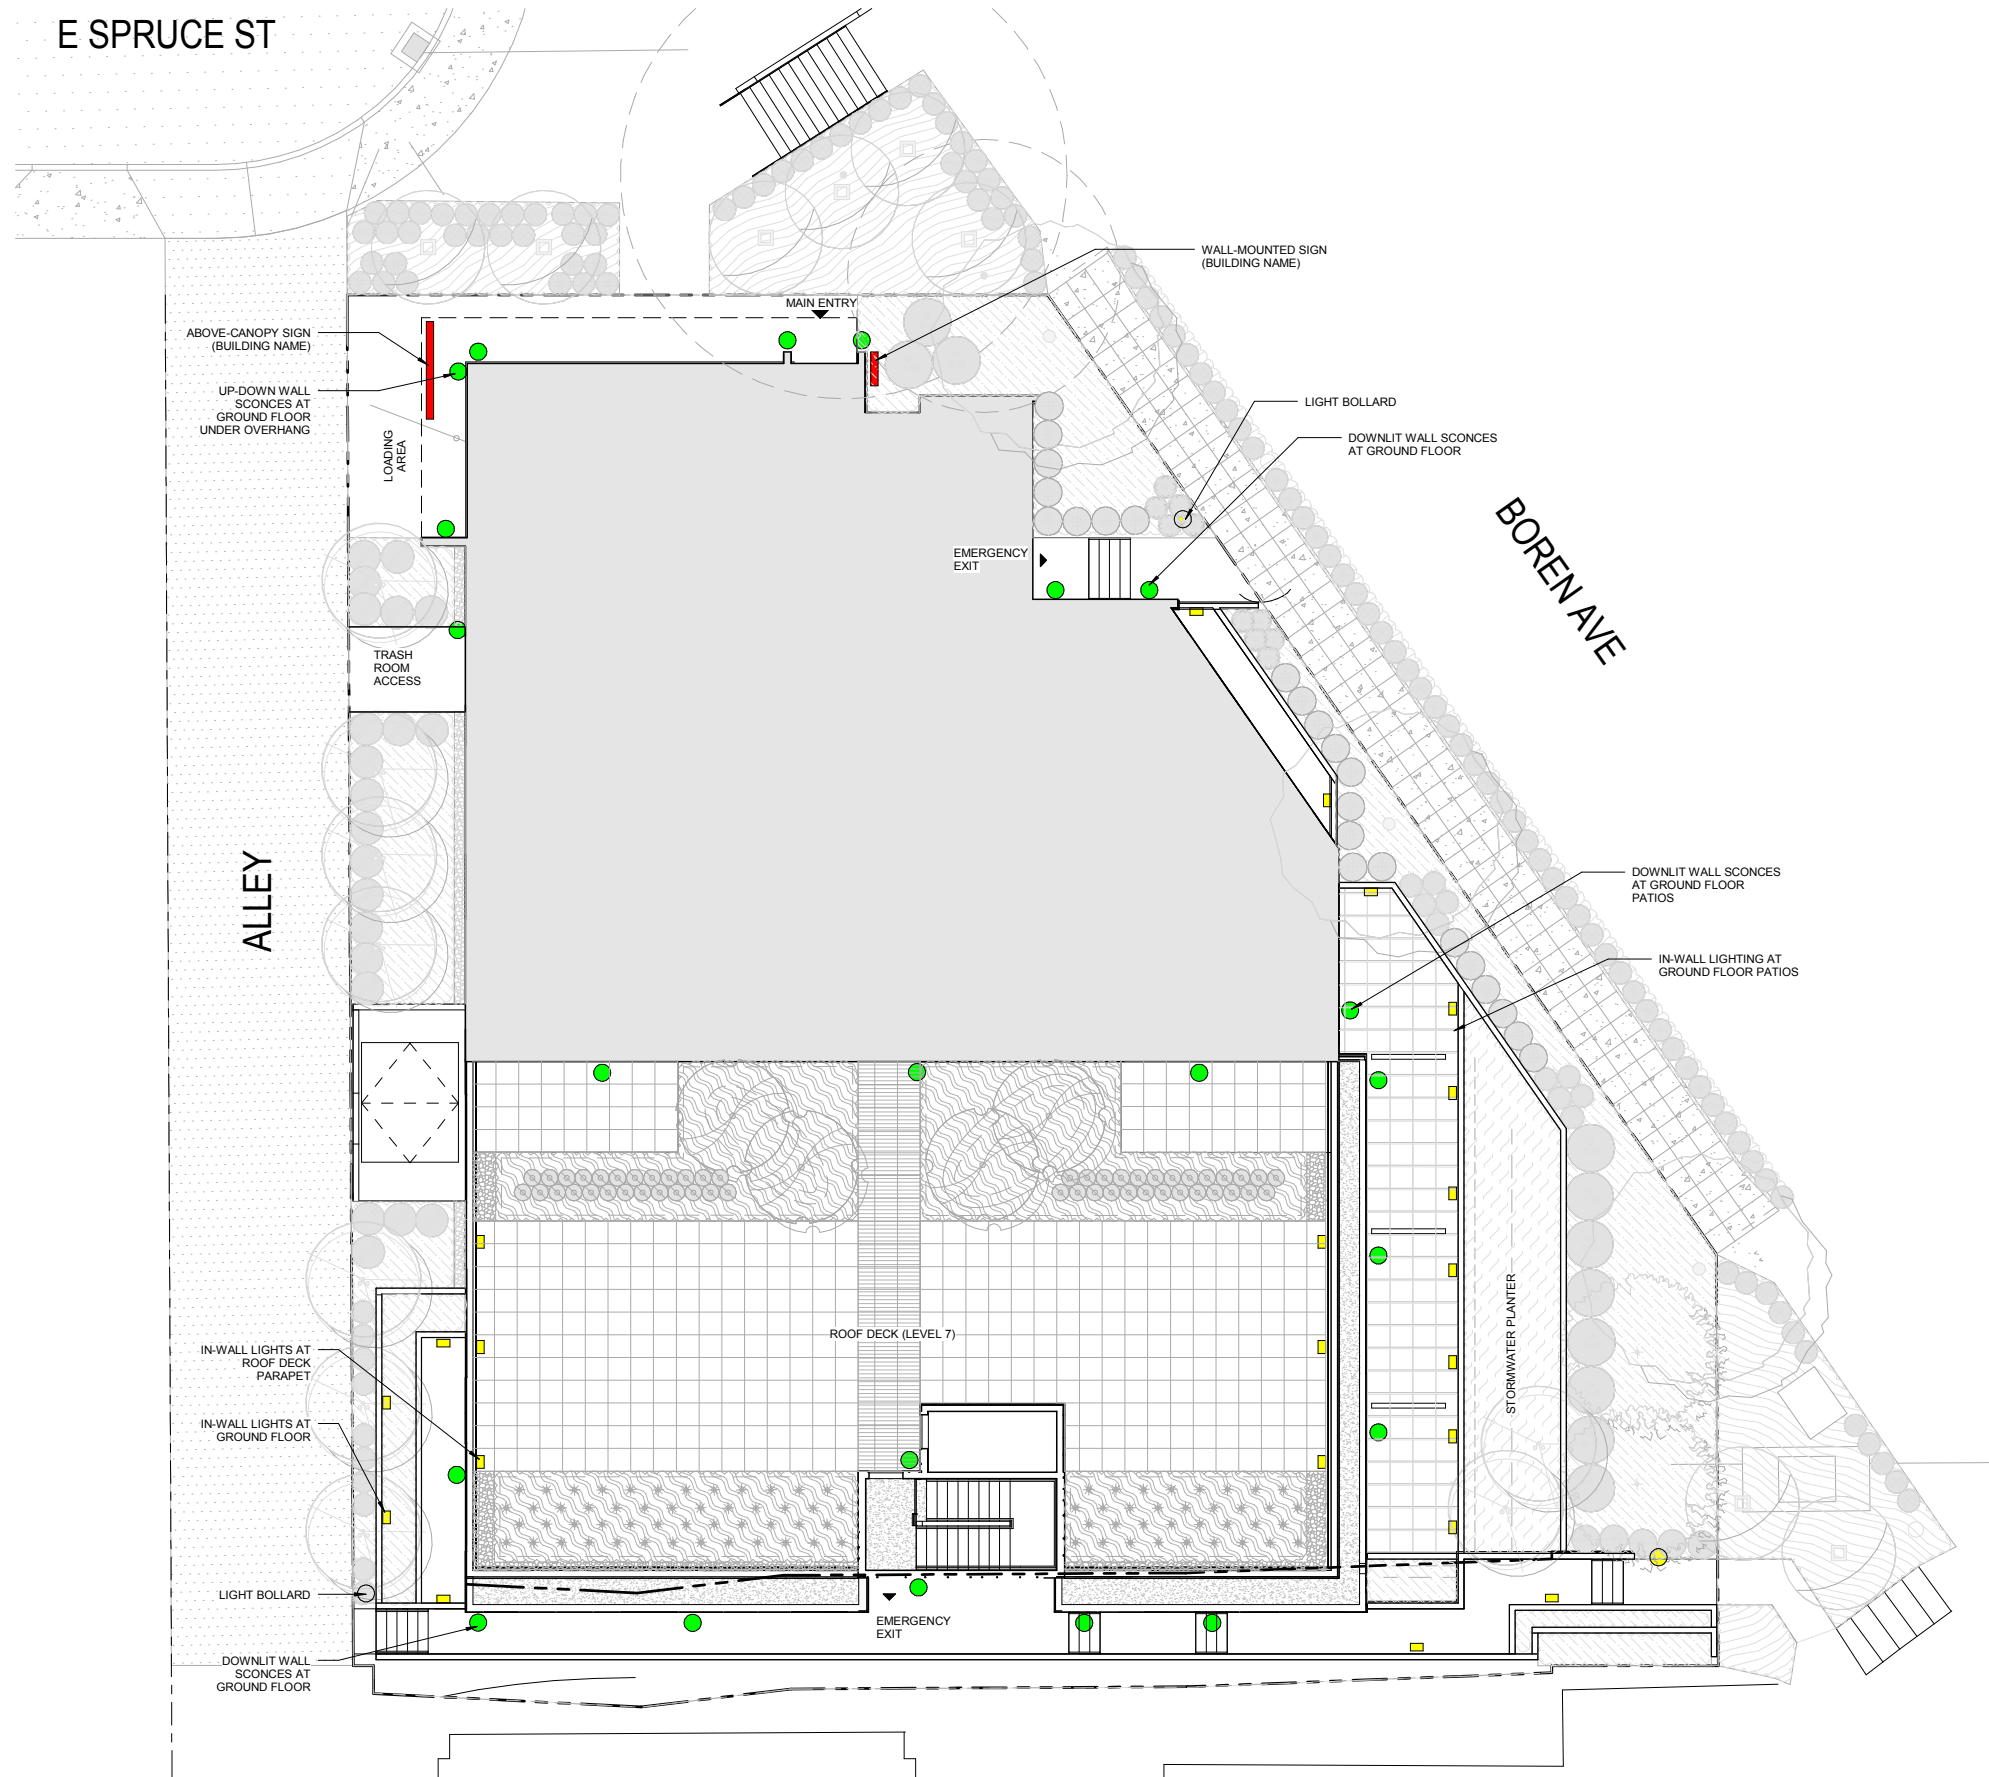 E SPRUCE ST
WALL-MOUNTED SIGN
(BUILDING NAME)
MAIN ENTRY
ABOVE-CANOPY SIGN
(BUILDING NAME)
UP-DOWN WALL
SCONCES AT
GROUND FLOOR
UNDER OVERHANG
LIGHT BOLLARD
DOWNLIT WALL SCONCES
AT GROUND FLOOR
LOADING
AREA
BOREN AVE
EMERGENCY
EXIT
TRASH
ROOM
ACCESS
ALLEY
DOWNLIT WALL SCONCES
AT GROUND FLOOR
PATIOS
IN-WALL LIGHTING AT
GROUND FLOOR PATIOS
ROOF DECK (LEVEL 7)
STORMWATER PLANTER
IN-WALL LIGHTS AT
ROOF DECK
PARAPET
IN-WALL LIGHTS AT
GROUND FLOOR
LIGHT BOLLARD
EMERGENCY
EXIT
DOWNLIT WALL
SCONCES AT
GROUND FLOOR